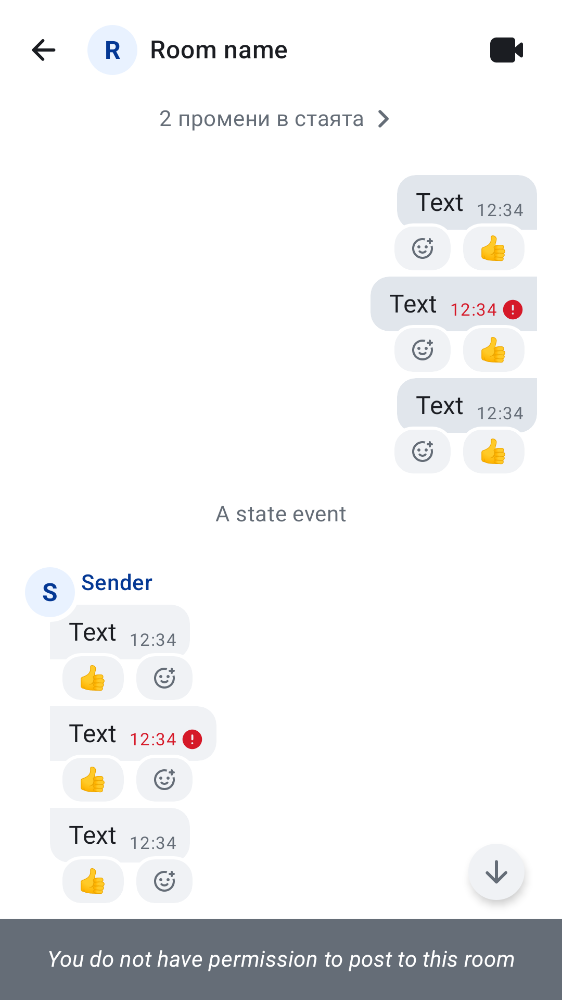 R Room name
2 промени в стаята
Text 12:34
Text 12:34
Text 12:34
A state event
S Sender
Text 12:34
Text 12:34
Text 12:34
You do not have permission to post to this room